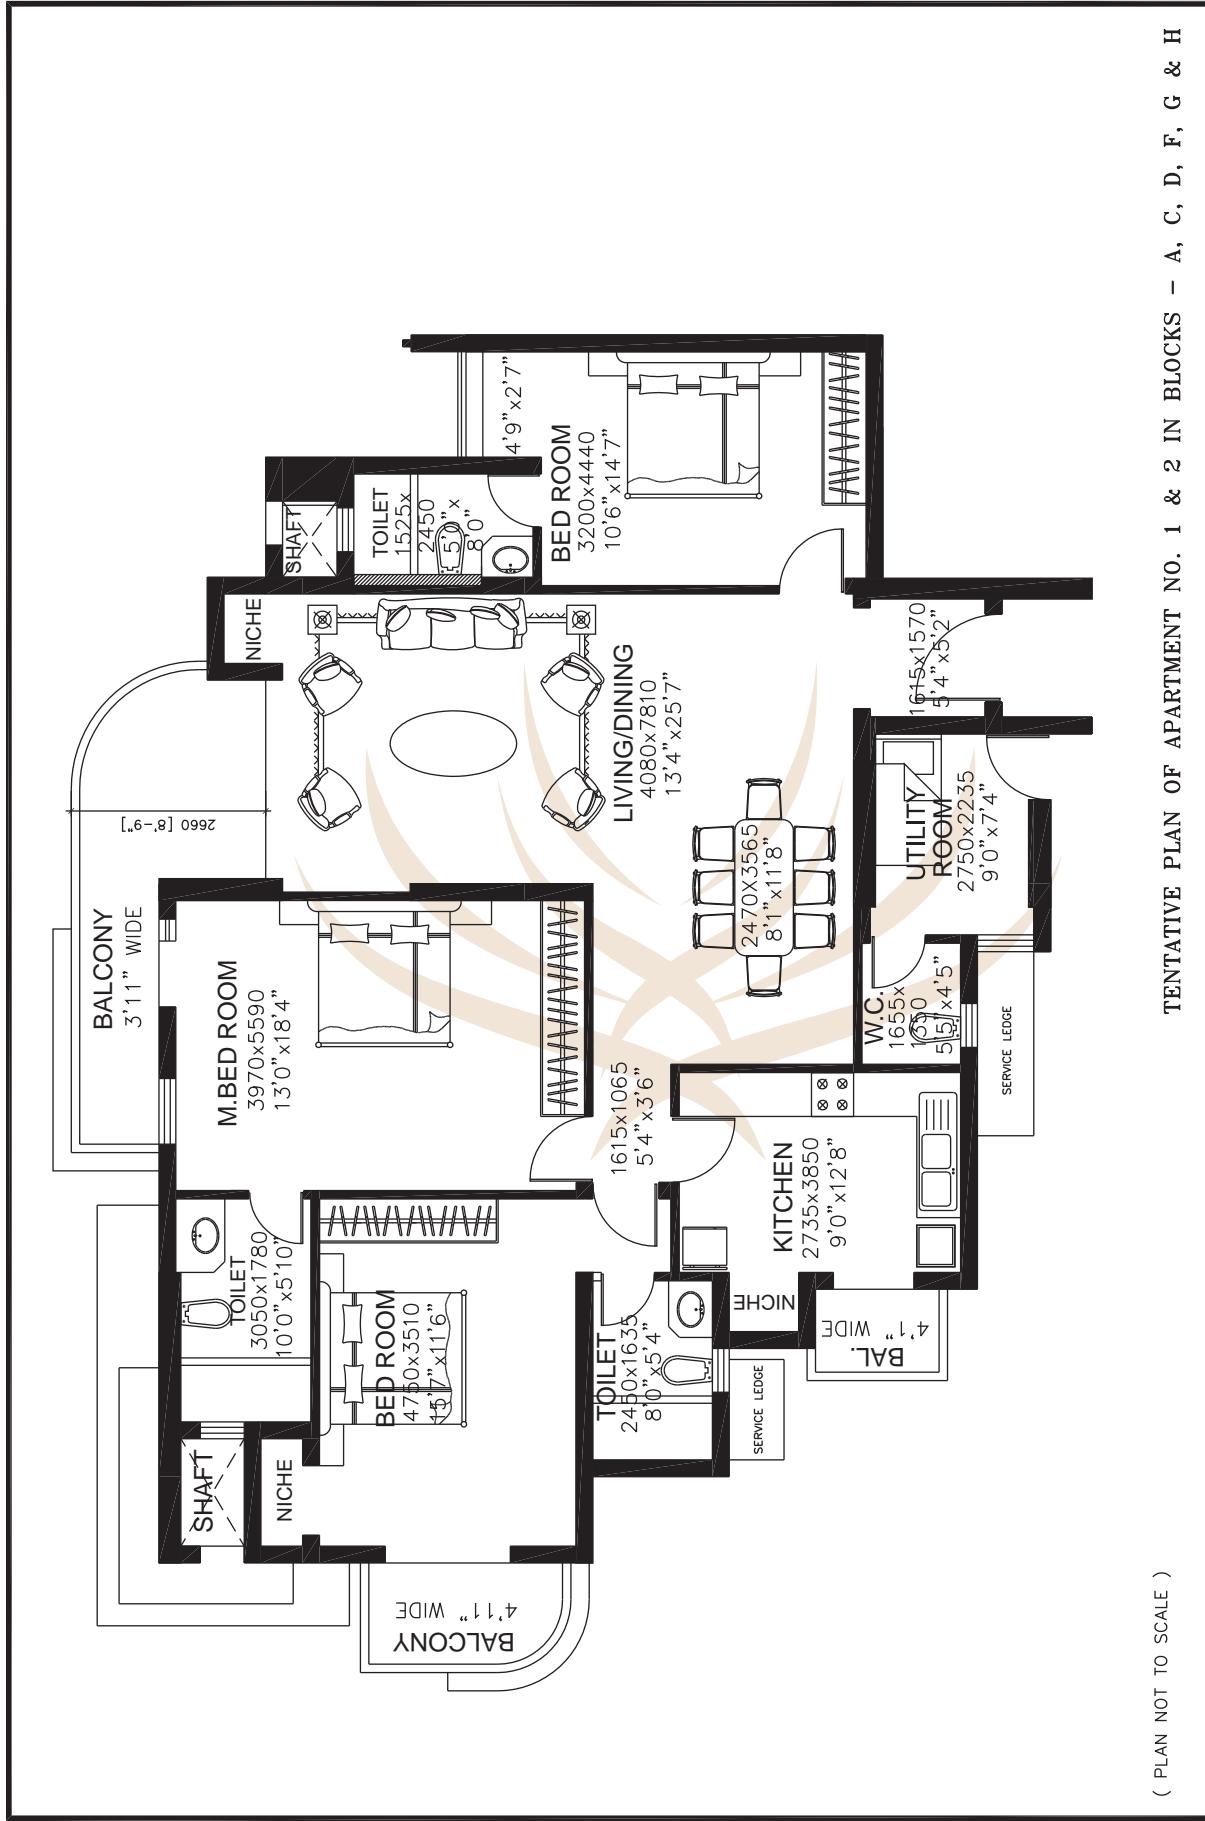 BALCONY
3'11" WIDE
2660 [8'-9"]
M.BED ROOM
3970x5590
13'0"x18'4"
NICHE
SHAFT
TOILET
1525x
2450
5'" x
8'0"
4'9"x2'7"
BED ROOM
3200x4440
10'6"x14'7"
LIVING/DINING
4080x7810
13'4"x25'7"
2470X3565
8'1"x11'8"
1615x1570
5'4"x5'2"
UTILITY
ROOM
2750x2235
9'0"x7'4"
W.C.
1655x
1350
5'5"x4'5"
SERVICE LEDGE
1615x1065
5'4"x3'6"
KITCHEN
2735x3850
9'0"x12'8"
NICHE
BAL.
4'1" WIDE
TOILET
3050x1780
10'0"x5'10"
SHAFT
NICHE
BED ROOM
4750x3510
15'7"x11'6"
TOILET
2450x1635
8'0"x5'4"
SERVICE LEDGE
BALCONY
4'11" WIDE
( PLAN NOT TO SCALE )
TENTATIVE PLAN OF APARTMENT NO. 1 & 2 IN BLOCKS – A, C, D, F, G & H